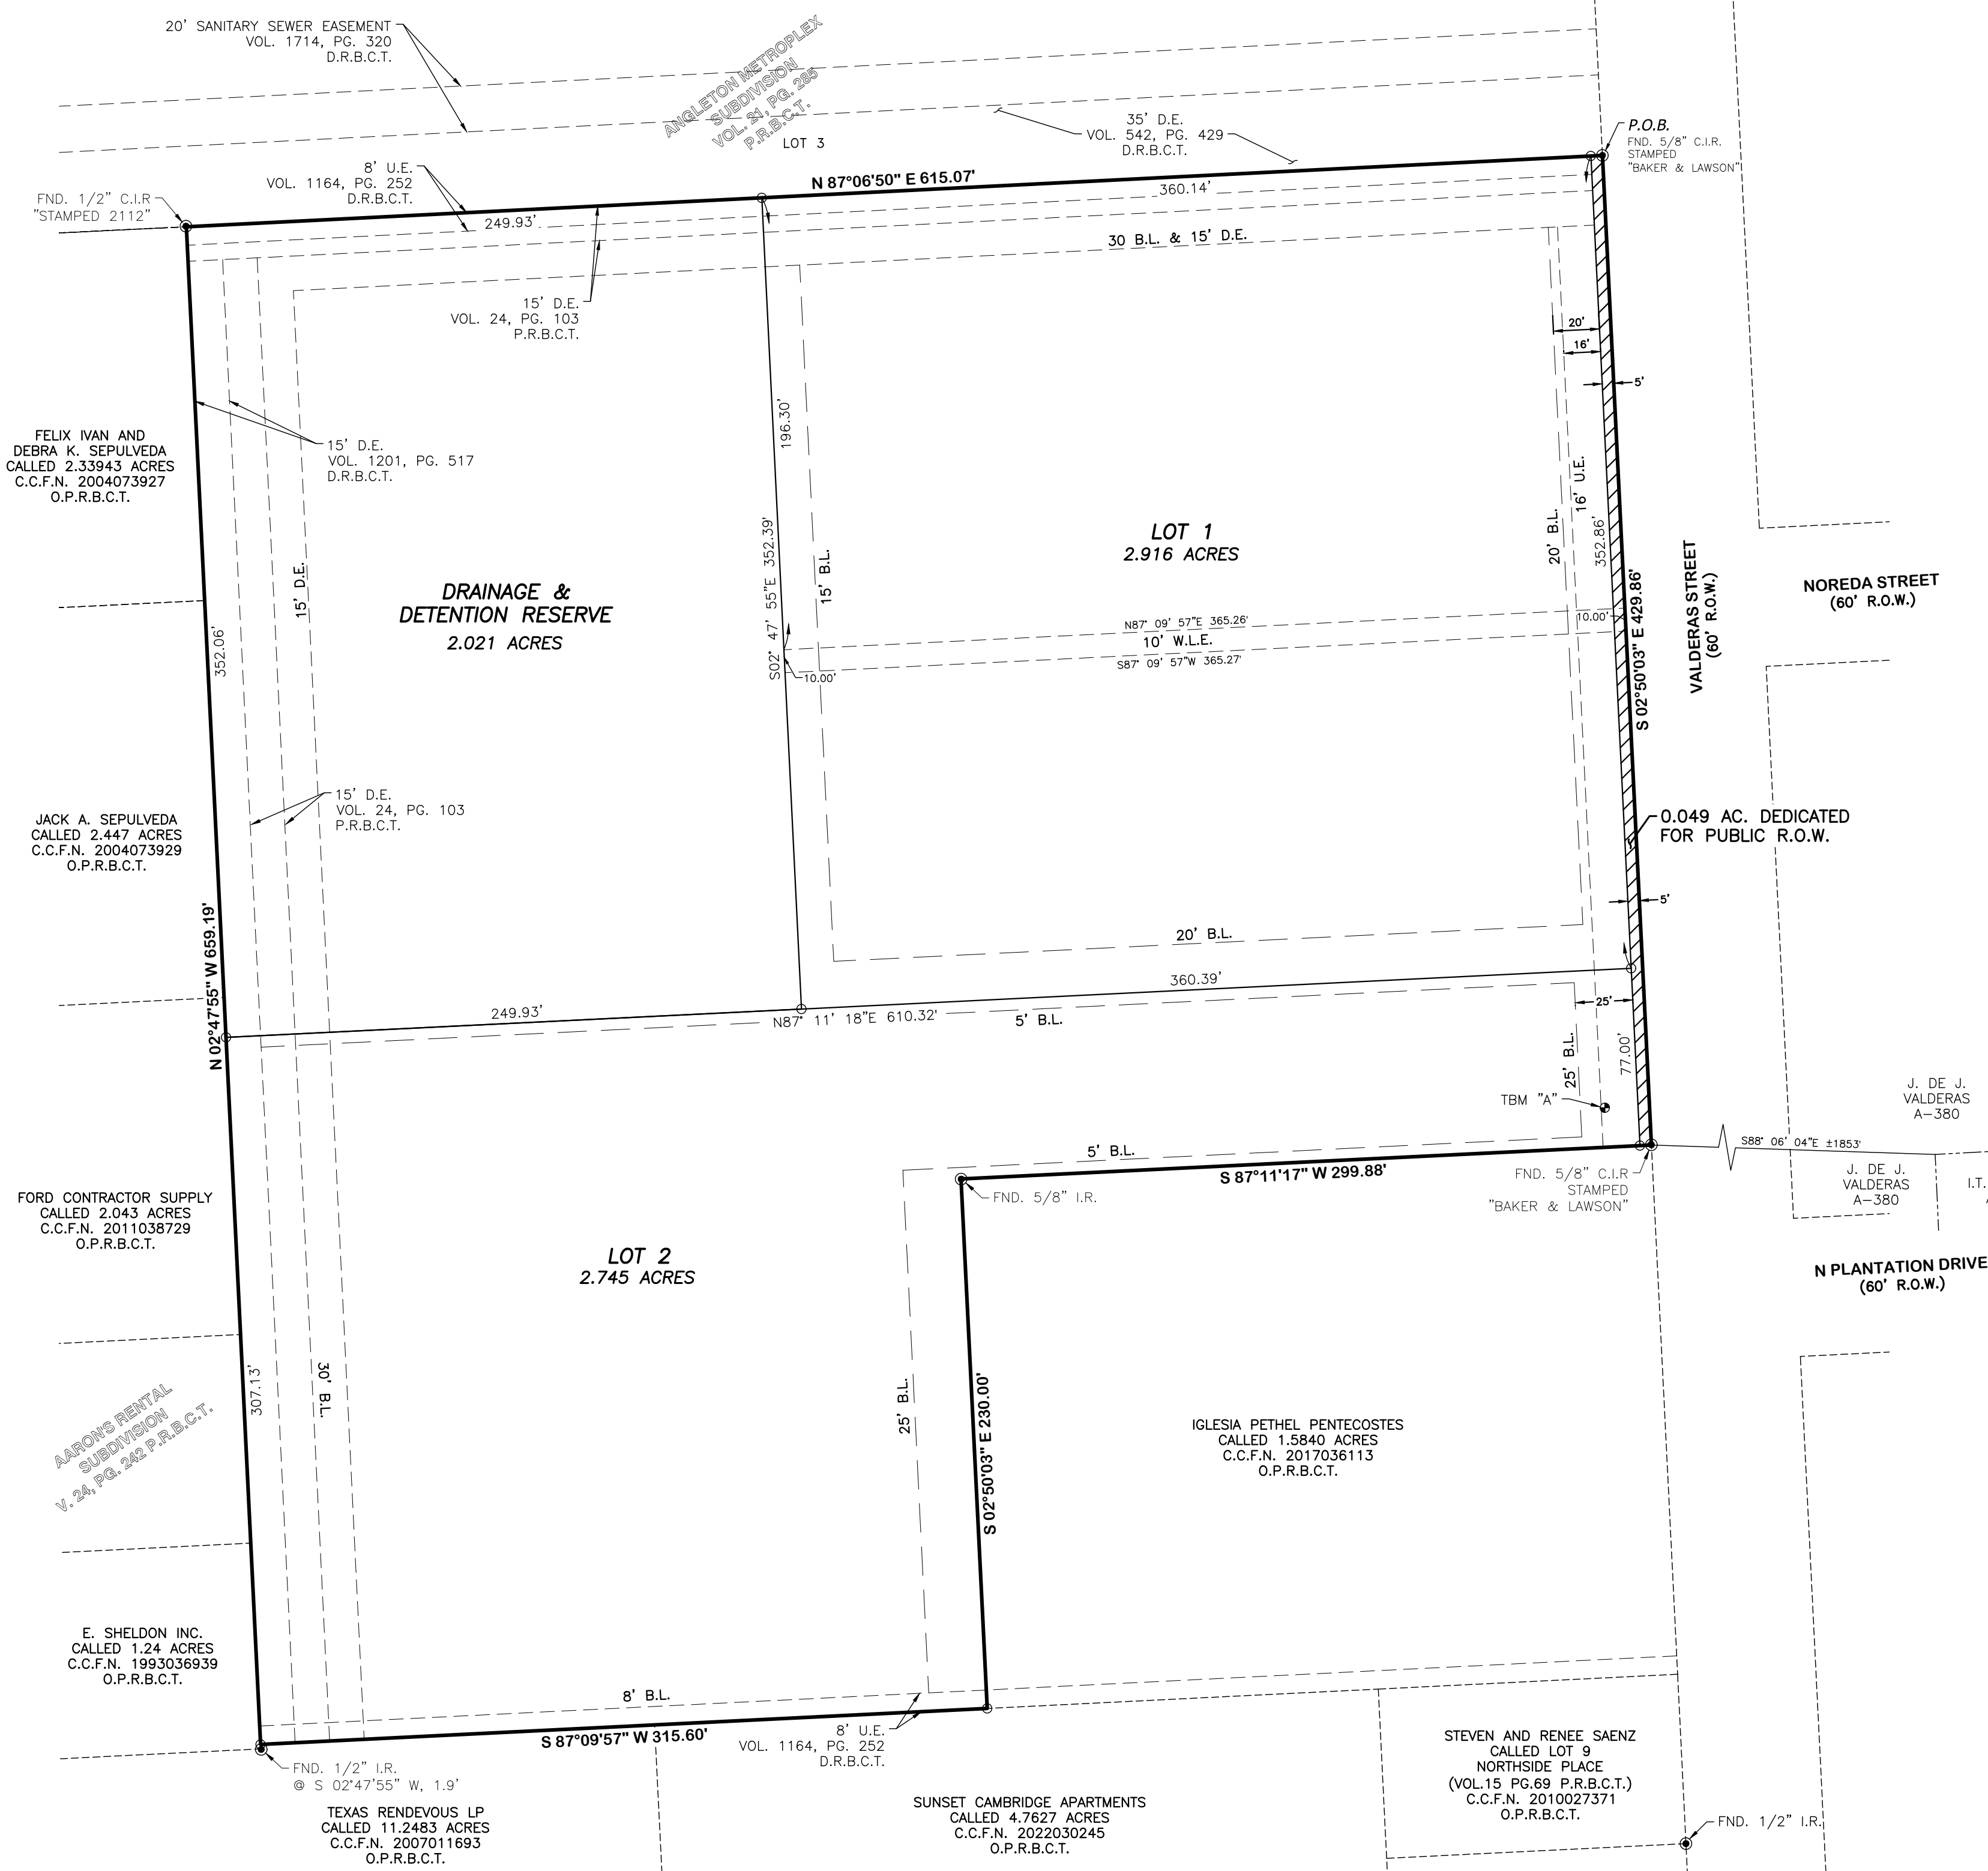 20' SANITARY SEWER EASEMENT
VOL. 1714, PG. 320
D.R.B.C.T.
ANGLETON METROPLEX
SUBDIVISION
VOL. 21, PG. 285
P.R.B.C.T.
LOT 3
35' D.E.
VOL. 542, PG. 429
D.R.B.C.T.
P.O.B.
FND. 5/8" C.I.R.
STAMPED
"BAKER & LAWSON"
8' U.E.
VOL. 1164, PG. 252
D.R.B.C.T.
FND. 1/2" C.I.R
"STAMPED 2112"
N 87°06'50" E 615.07'
360.14'
249.93'
30 B.L. & 15' D.E.
15' D.E.
VOL. 24, PG. 103
P.R.B.C.T.
20'
16'
5'
FELIX IVAN AND
DEBRA K. SEPULVEDA
CALLED 2.33943 ACRES
C.C.F.N. 2004073927
O.P.R.B.C.T.
15' D.E.
VOL. 1201, PG. 517
D.R.B.C.T.
196.30'
S02° 47' 55"E 352.39'
15' B.L.
LOT 1
2.916 ACRES
20' B.L.
16' U.E.
352.86'
S 02°50'03" E 429.86'
VALDERAS STREET
(60' R.O.W.)
NOREDA STREET
(60' R.O.W.)
15' D.E.
DRAINAGE &
DETENTION RESERVE
2.021 ACRES
352.06'
N87° 09' 57"E 365.26'
10' W.L.E.
S87° 09' 57"W 365.27'
10.00'
10.00'
15' D.E.
VOL. 24, PG. 103
P.R.B.C.T.
JACK A. SEPULVEDA
CALLED 2.447 ACRES
C.C.F.N. 2004073929
O.P.R.B.C.T.
0.049 AC. DEDICATED
FOR PUBLIC R.O.W.
5'
N 02°47'55" W 659.19'
20' B.L.
360.39'
249.93'
N87° 11' 18"E 610.32'
5' B.L.
25'
25' B.L.
77.00'
TBM "A"
J. DE J.
VALDERAS
A-380
S88° 06' 04"E ±1853'
5' B.L.
S 87°11'17" W 299.88'
FND. 5/8" I.R.
FND. 5/8" C.I.R
STAMPED
"BAKER & LAWSON"
J. DE J.
VALDERAS
A-380
I.T.
FORD CONTRACTOR SUPPLY
CALLED 2.043 ACRES
C.C.F.N. 2011038729
O.P.R.B.C.T.
LOT 2
2.745 ACRES
N PLANTATION DRIVE
(60' R.O.W.)
307.13'
30' B.L.
25' B.L.
S 02°50'03" E 230.00'
AARON'S RENTAL
SUBDIVISION
V. 24, PG. 242 P.R.B.C.T.
IGLESIA PETHEL PENTECOSTES
CALLED 1.5840 ACRES
C.C.F.N. 2017036113
O.P.R.B.C.T.
E. SHELDON INC.
CALLED 1.24 ACRES
C.C.F.N. 1993036939
O.P.R.B.C.T.
8' B.L.
S 87°09'57" W 315.60'
8' U.E.
VOL. 1164, PG. 252
D.R.B.C.T.
FND. 1/2" I.R.
@ S 02°47'55" W, 1.9'
TEXAS RENDEVOUS LP
CALLED 11.2483 ACRES
C.C.F.N. 2007011693
O.P.R.B.C.T.
SUNSET CAMBRIDGE APARTMENTS
CALLED 4.7627 ACRES
C.C.F.N. 2022030245
O.P.R.B.C.T.
STEVEN AND RENEE SAENZ
CALLED LOT 9
NORTHSIDE PLACE
(VOL.15 PG.69 P.R.B.C.T.)
C.C.F.N. 2010027371
O.P.R.B.C.T.
FND. 1/2" I.R.